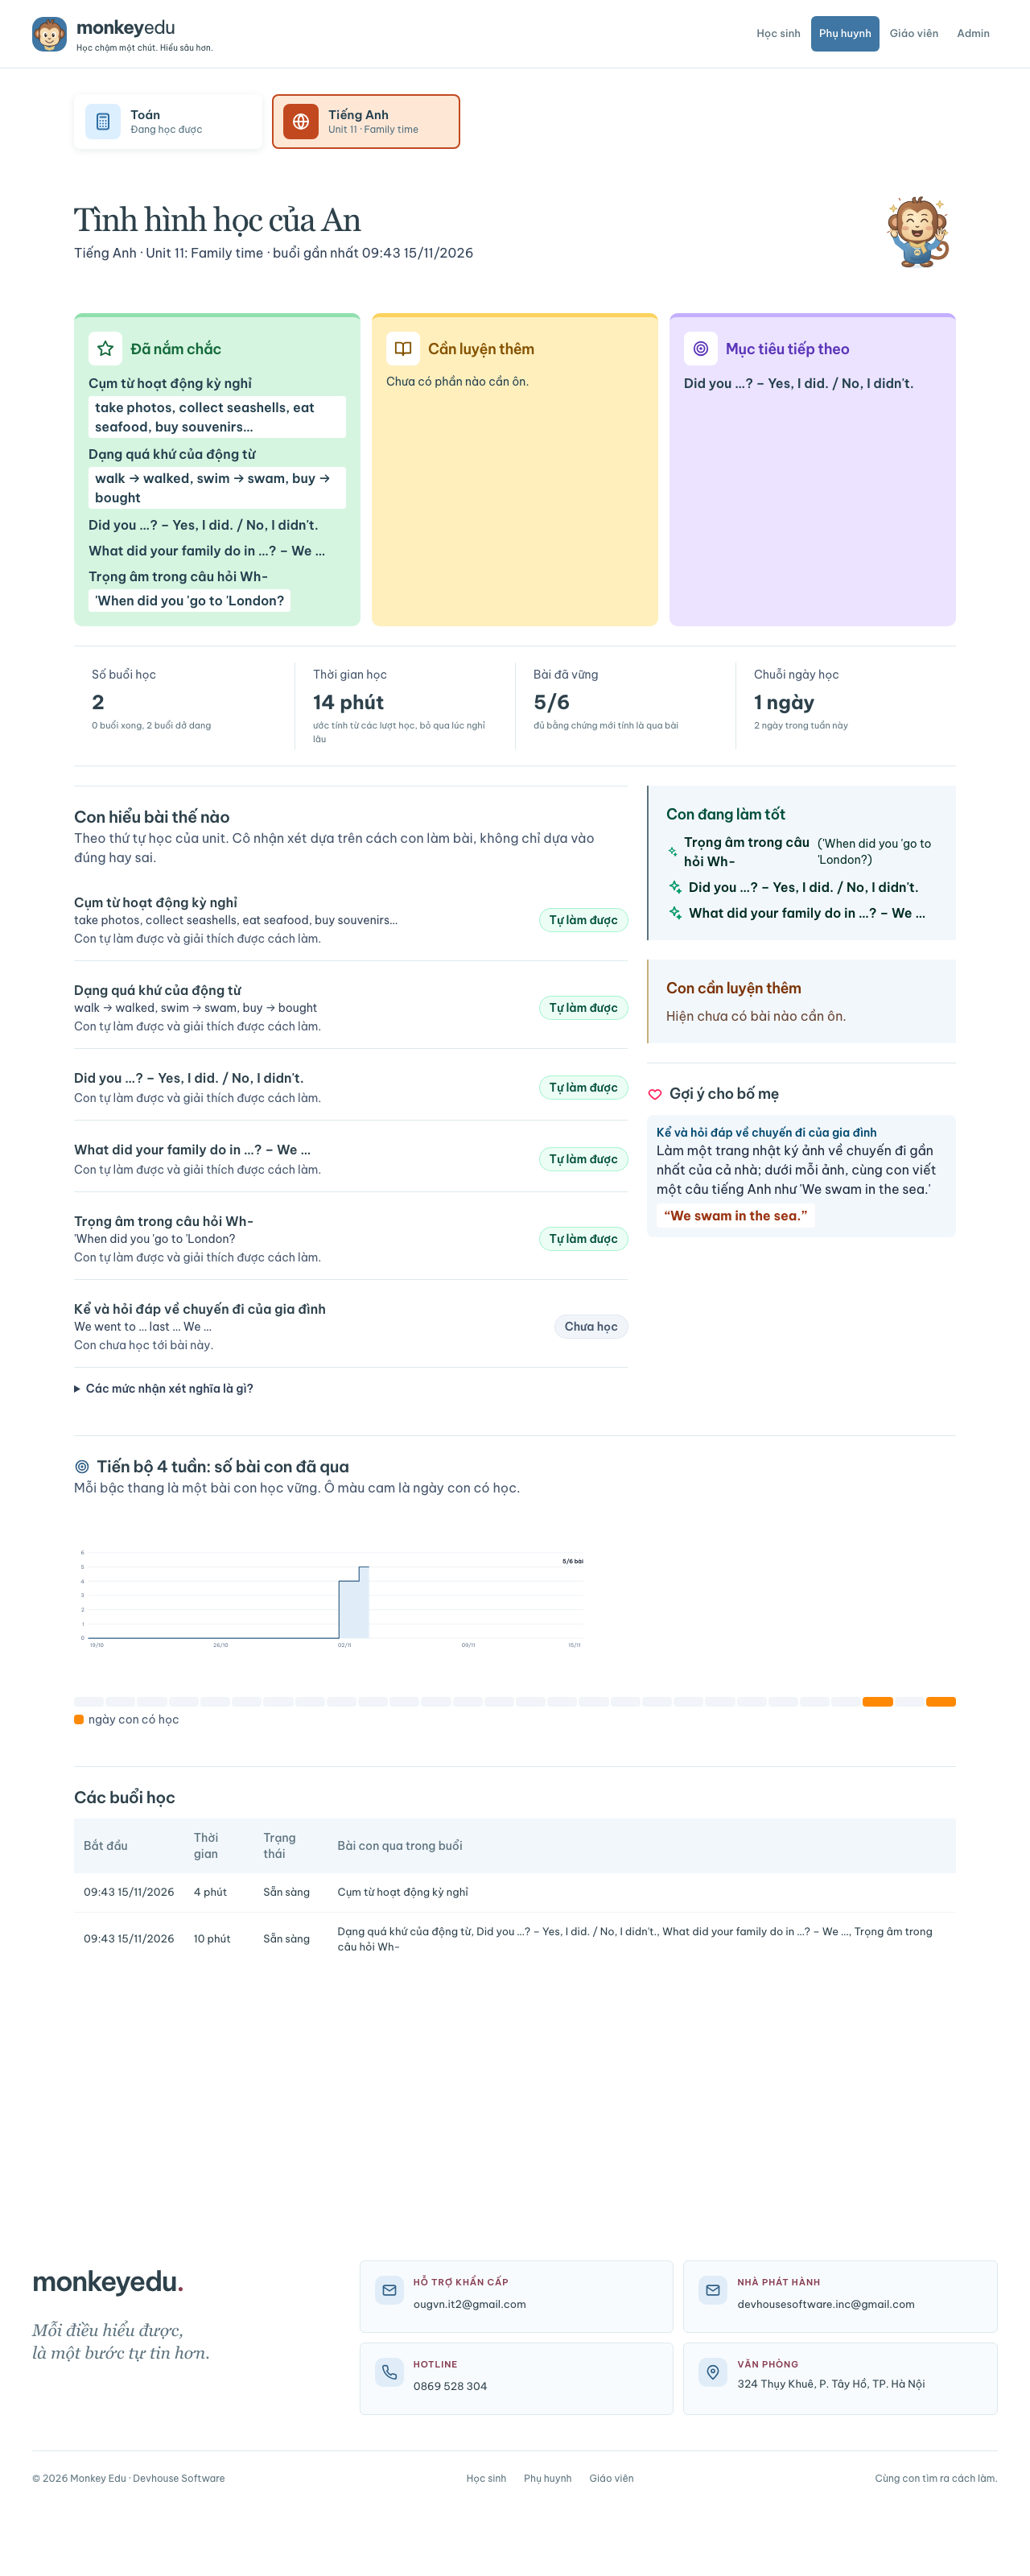 monkeyedu
Học chậm một chút. Hiểu sâu hơn.
Học sinh
Phụ huynh
Giáo viên
Admin
Toán
Đang học được
Tiếng Anh
Unit 11 · Family time
Tình hình học của An
Tiếng Anh · Unit 11: Family time · buổi gần nhất 09:43 15/11/2026
Đã nắm chắc
Cụm từ hoạt động kỳ nghỉ
take photos, collect seashells, eat
seafood, buy souvenirs…
Dạng quá khứ của động từ
walk → walked, swim → swam, buy →
bought
Did you …? – Yes, I did. / No, I didn't.
What did your family do in …? – We …
Trọng âm trong câu hỏi Wh-
'When did you 'go to 'London?
Cần luyện thêm
Chưa có phần nào cần ôn.
Mục tiêu tiếp theo
Did you …? – Yes, I did. / No, I didn't.
Số buổi học
2
0 buổi xong, 2 buổi dở dang
Thời gian học
14 phút
ước tính từ các lượt học, bỏ qua lúc nghỉ
lâu
Bài đã vững
5/6
đủ bằng chứng mới tính là qua bài
Chuỗi ngày học
1 ngày
2 ngày trong tuần này
Con hiểu bài thế nào
Theo thứ tự học của unit. Cô nhận xét dựa trên cách con làm bài, không chỉ dựa vào
đúng hay sai.
Cụm từ hoạt động kỳ nghỉ
take photos, collect seashells, eat seafood, buy souvenirs…
Con tự làm được và giải thích được cách làm.
Tự làm được
Dạng quá khứ của động từ
walk → walked, swim → swam, buy → bought
Con tự làm được và giải thích được cách làm.
Tự làm được
Did you …? – Yes, I did. / No, I didn't.
Con tự làm được và giải thích được cách làm.
Tự làm được
What did your family do in …? – We …
Con tự làm được và giải thích được cách làm.
Tự làm được
Trọng âm trong câu hỏi Wh-
'When did you 'go to 'London?
Con tự làm được và giải thích được cách làm.
Tự làm được
Kể và hỏi đáp về chuyến đi của gia đình
We went to … last … We …
Con chưa học tới bài này.
Chưa học
Các mức nhận xét nghĩa là gì?
Con đang làm tốt
Trọng âm trong câu
hỏi Wh-
('When did you 'go to
'London?)
Did you …? – Yes, I did. / No, I didn't.
What did your family do in …? – We …
Con cần luyện thêm
Hiện chưa có bài nào cần ôn.
Gợi ý cho bố mẹ
Kể và hỏi đáp về chuyến đi của gia đình
Làm một trang nhật ký ảnh về chuyến đi gần
nhất của cả nhà; dưới mỗi ảnh, cùng con viết
một câu tiếng Anh như 'We swam in the sea.'
“We swam in the sea.”
Tiến bộ 4 tuần: số bài con đã qua
Mỗi bậc thang là một bài con học vững. Ô màu cam là ngày con có học.
6
5
4
3
2
1
0
5/6 bài
19/10
26/10
02/11
09/11
15/11
ngày con có học
Các buổi học
Bắt đầu
Thời
gian
Trạng
thái
Bài con qua trong buổi
09:43 15/11/2026
4 phút
Sẵn sàng
Cụm từ hoạt động kỳ nghỉ
09:43 15/11/2026
10 phút
Sẵn sàng
Dạng quá khứ của động từ, Did you …? – Yes, I did. / No, I didn't., What did your family do in …? – We …, Trọng âm trong
câu hỏi Wh-
monkeyedu.
Mỗi điều hiểu được,
là một bước tự tin hơn.
HỖ TRỢ KHẨN CẤP
ougvn.it2@gmail.com
NHÀ PHÁT HÀNH
devhousesoftware.inc@gmail.com
HOTLINE
0869 528 304
VĂN PHÒNG
324 Thụy Khuê, P. Tây Hồ, TP. Hà Nội
© 2026 Monkey Edu · Devhouse Software
Học sinh
Phụ huynh
Giáo viên
Cùng con tìm ra cách làm.